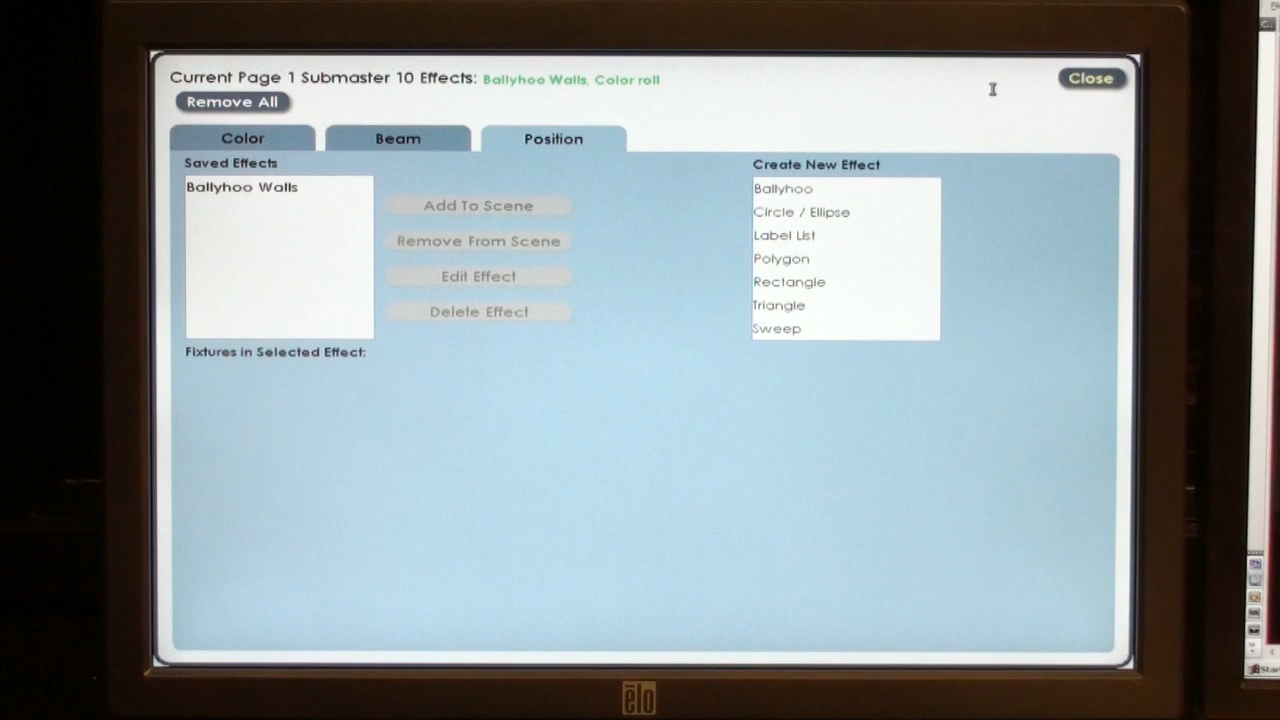 Current Page 1 Submaster 10 Effects: Ballyhoo Walls, Color roll
Close
Remove All
Color
Beam
Position
Saved Effects
Ballyhoo Walls
Add To Scene
Remove From Scene
Edit Effect
Delete Effect
Fixtures in Selected Effect:
Create New Effect
Ballyhoo
Circle / Ellipse
Label List
Polygon
Rectangle
Triangle
Sweep
elo